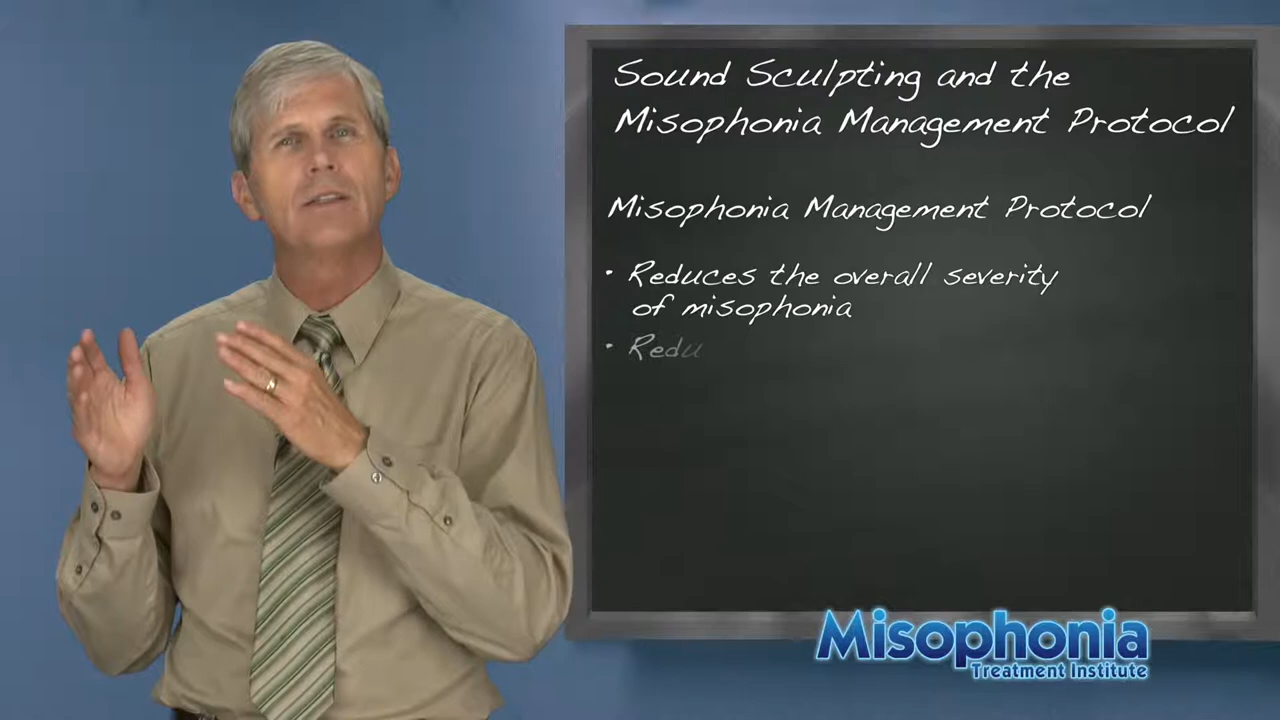 Sound Sculpting and the
Misophonia Management Protocol
Misophonia Management Protocol
• Reduces the overall severity
of misophonia
• Redu
Misophonia
Treatment Institute